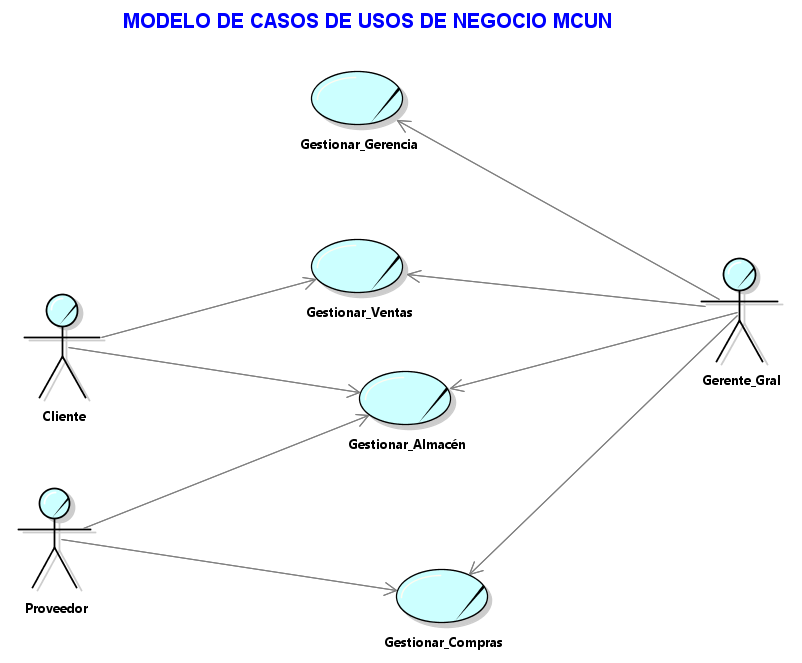 MODELO DE CASOS DE USOS DE NEGOCIO MCUN
Gestionar_Gerencia
Gestionar_Ventas
Gerente_Gral
Cliente
Gestionar_Almacén
Proveedor
Gestionar_Compras